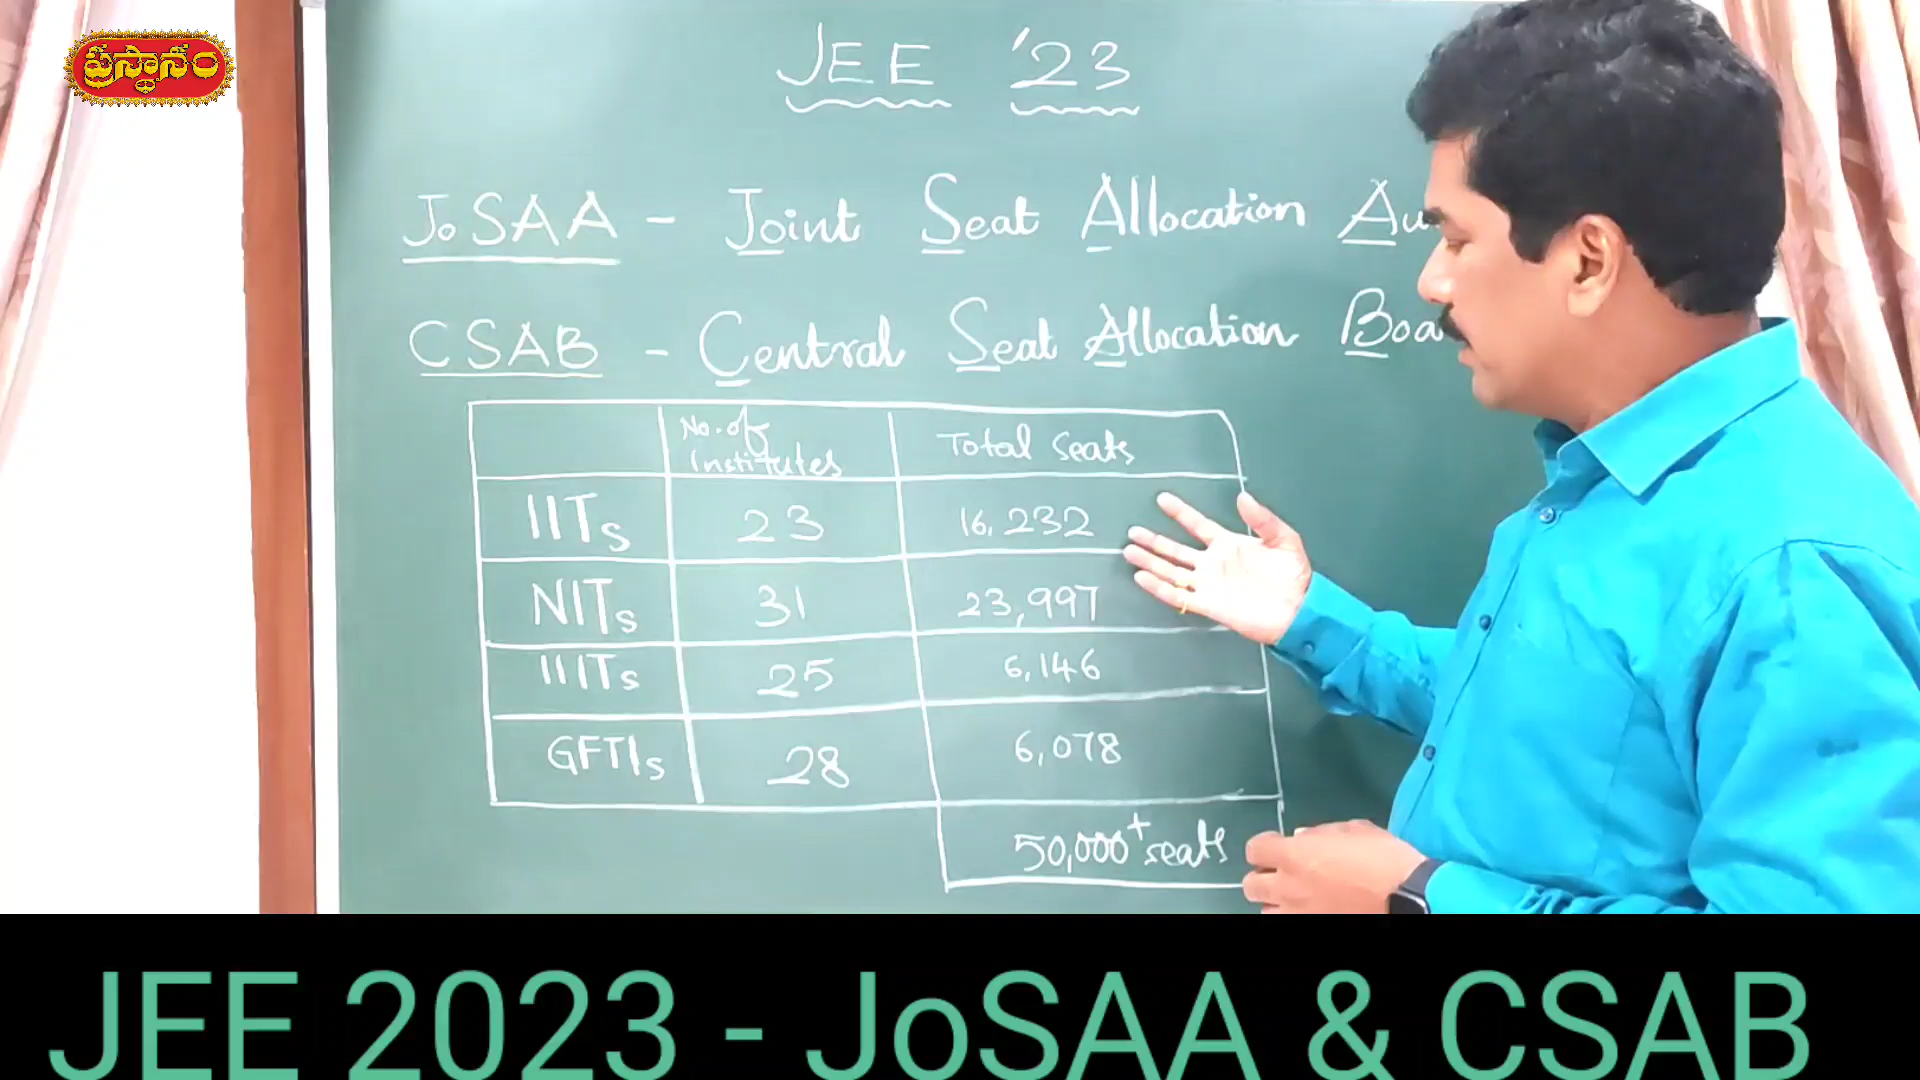 ప్రస్థానం
JEE '23
JoSAA - Joint Seat Allocation
CSAB - Central Seat Allocation
No. of Institutes Total Seats
IITs 23 16,232
NITs 31 23,997
IIITs 25 6,146
GFTIs 28 6,078
50,000+ seats
JEE 2023 - JoSAA & CSAB